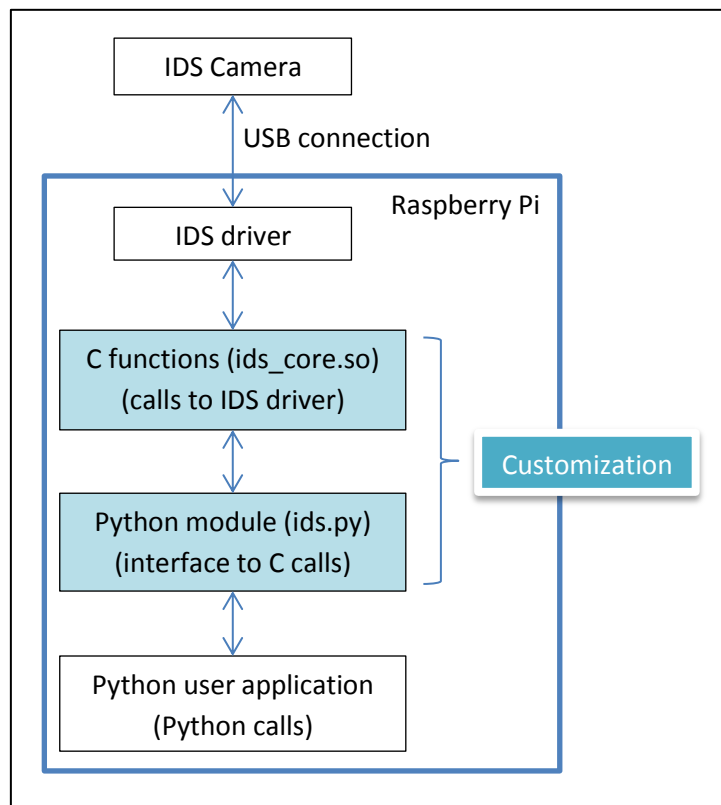 IDS Camera
USB connection
Raspberry Pi
IDS driver
C functions (ids_core.so)
(calls to IDS driver)
Customization
Python module (ids.py)
(interface to C calls)
Python user application
(Python calls)